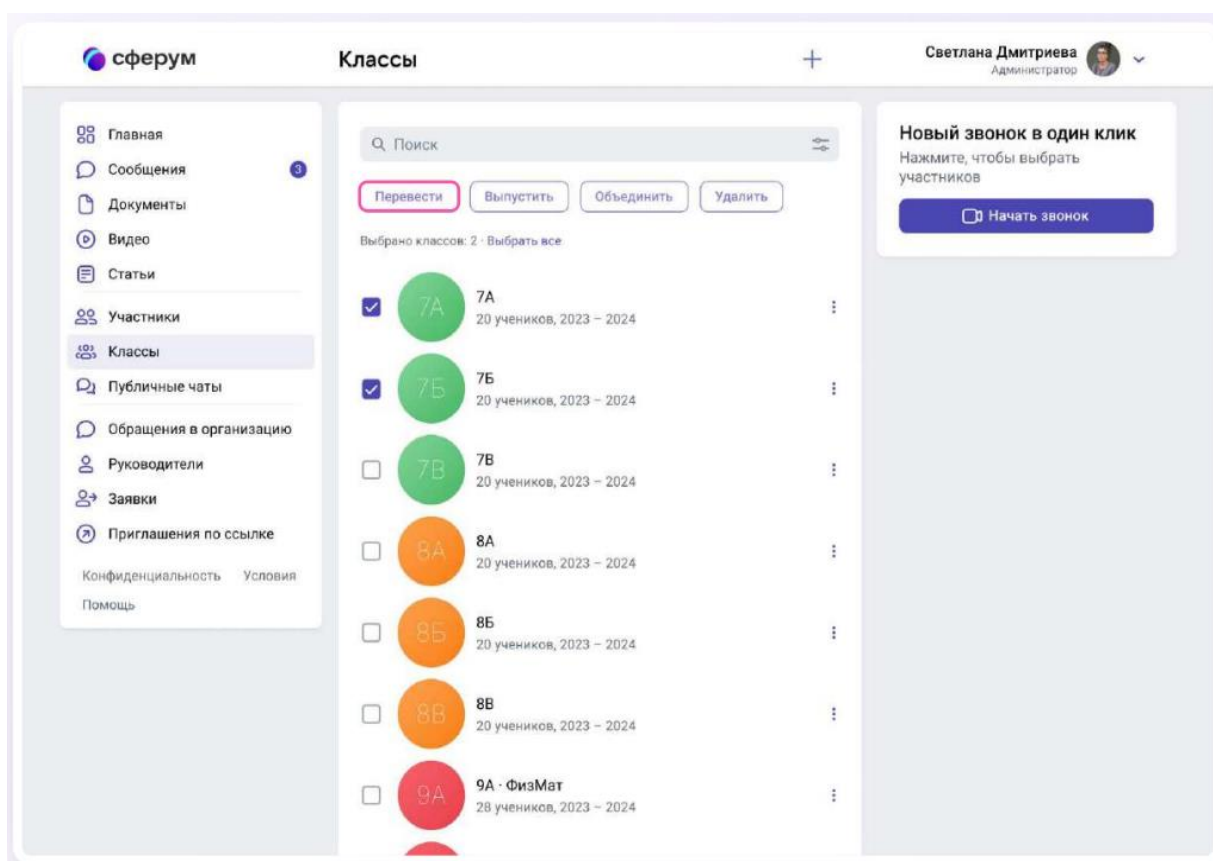 сферум
Классы
Светлана Дмитриева
Администратор
Главная
Сообщения 3
Документы
Видео
Статьи
Участники
Классы
Публичные чаты
Обращения в организацию
Руководители
Заявки
Приглашения по ссылке
Конфиденциальность Условия
Помощь
Поиск
Перевести Выпустить Объединить Удалить
Выбрано классов: 2 · Выбрать все
7А
7А
20 учеников, 2023 – 2024
7Б
7Б
20 учеников, 2023 – 2024
7В
7В
20 учеников, 2023 – 2024
8А
8А
20 учеников, 2023 – 2024
8Б
8Б
20 учеников, 2023 – 2024
8В
8В
20 учеников, 2023 – 2024
9А
9А · ФизМат
28 учеников, 2023 – 2024
Новый звонок в один клик
Нажмите, чтобы выбрать
участников
Начать звонок